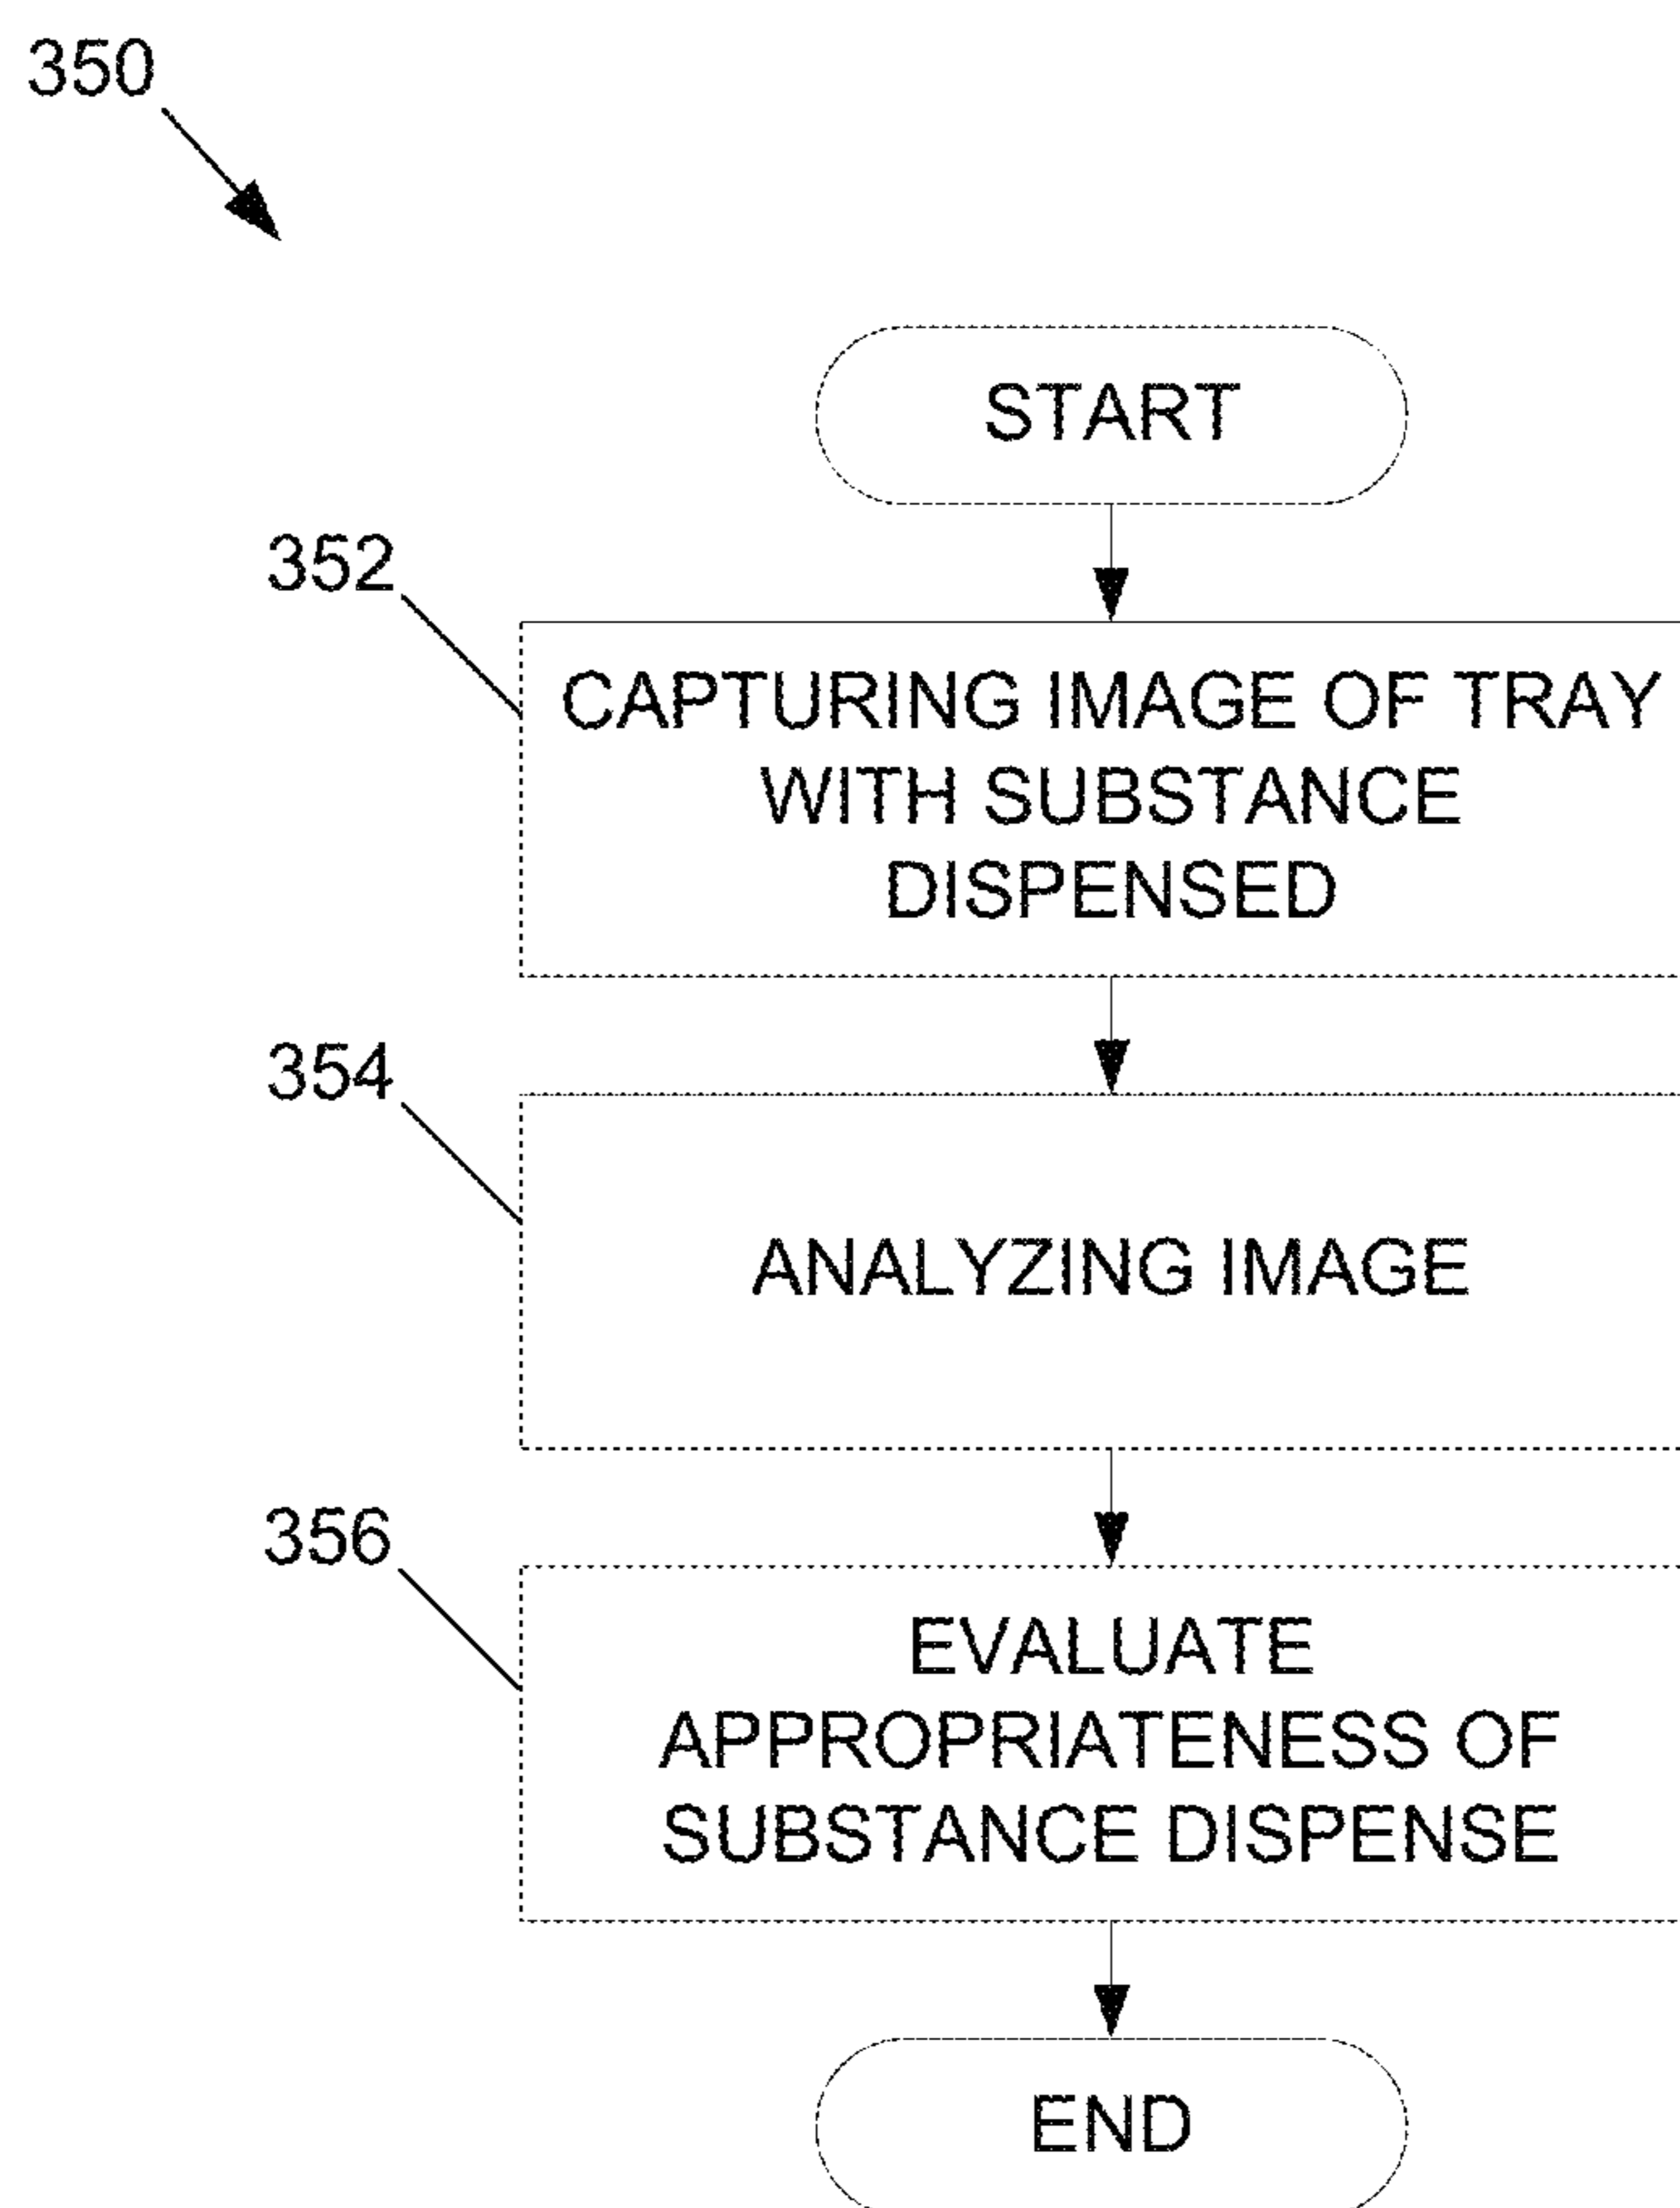 350
START
352
CAPTURING IMAGE OF TRAY
WITH SUBSTANCE
DISPENSED
354
ANALYZING IMAGE
356
EVALUATE
APPROPRIATENESS OF
SUBSTANCE DISPENSE
END